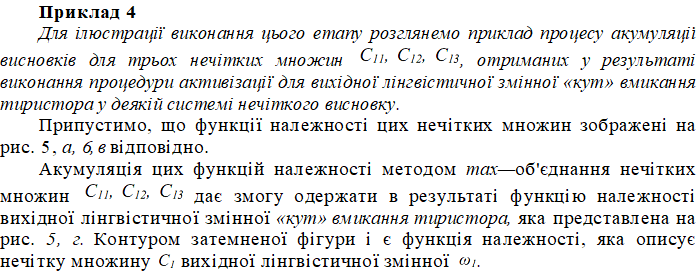 Приклад 4
Для ілюстрації виконання цього етапу розглянемо приклад процесу акумуляції
висновків для трьох нечітких множин C11, C12, C13, отриманих у результаті
виконання процедури активізації для вихідної лінгвістичної змінної «кут» вмикання
тиристора у деякій системі нечіткого висновку.
Припустимо, що функції належності цих нечітких множин зображені на
рис. 5, а, б, в відповідно.
Акумуляція цих функцій належності методом max—об'єднання нечітких
множин C11, C12, C13 дає змогу одержати в результаті функцію належності
вихідної лінгвістичної змінної «кут» вмикання тиристора, яка представлена на
рис. 5, г. Контуром затемненої фігури і є функція належності, яка описує
нечітку множину C1 вихідної лінгвістичної змінної ω1.